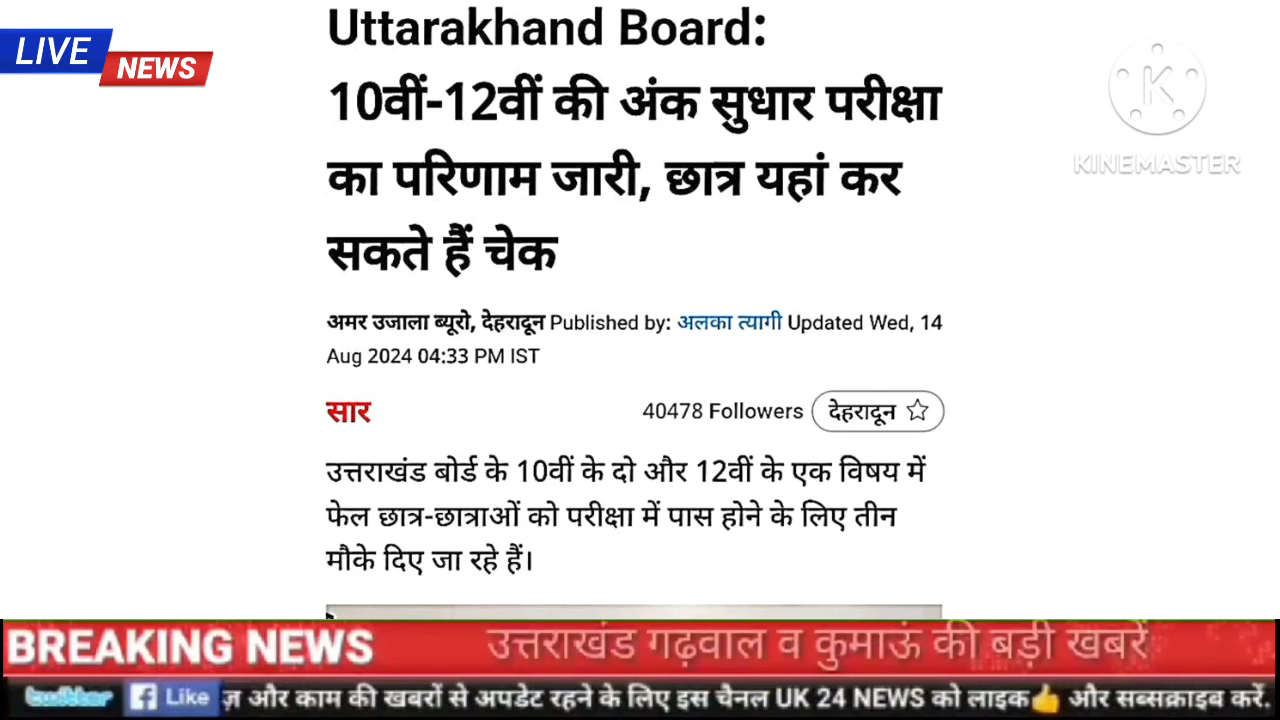 LIVE
NEWS
Uttarakhand Board:
10वीं-12वीं की अंक सुधार परीक्षा
का परिणाम जारी, छात्र यहां कर
सकते हैं चेक
K
KINEMASTER
अमर उजाला ब्यूरो, देहरादून Published by: अलका त्यागी Updated Wed, 14
Aug 2024 04:33 PM IST
सार
40478 Followers देहरादून
उत्तराखंड बोर्ड के 10वीं के दो और 12वीं के एक विषय में
फेल छात्र-छात्राओं को परीक्षा में पास होने के लिए तीन
मौके दिए जा रहे हैं।
BREAKING NEWS उत्तराखंड गढ़वाल व कुमाऊं की बड़ी खबरें
twitter f Like ज़ और काम की खबरों से अपडेट रहने के लिए इस चैनल UK 24 NEWS को लाइक👍 और सब्सक्राइब करें.